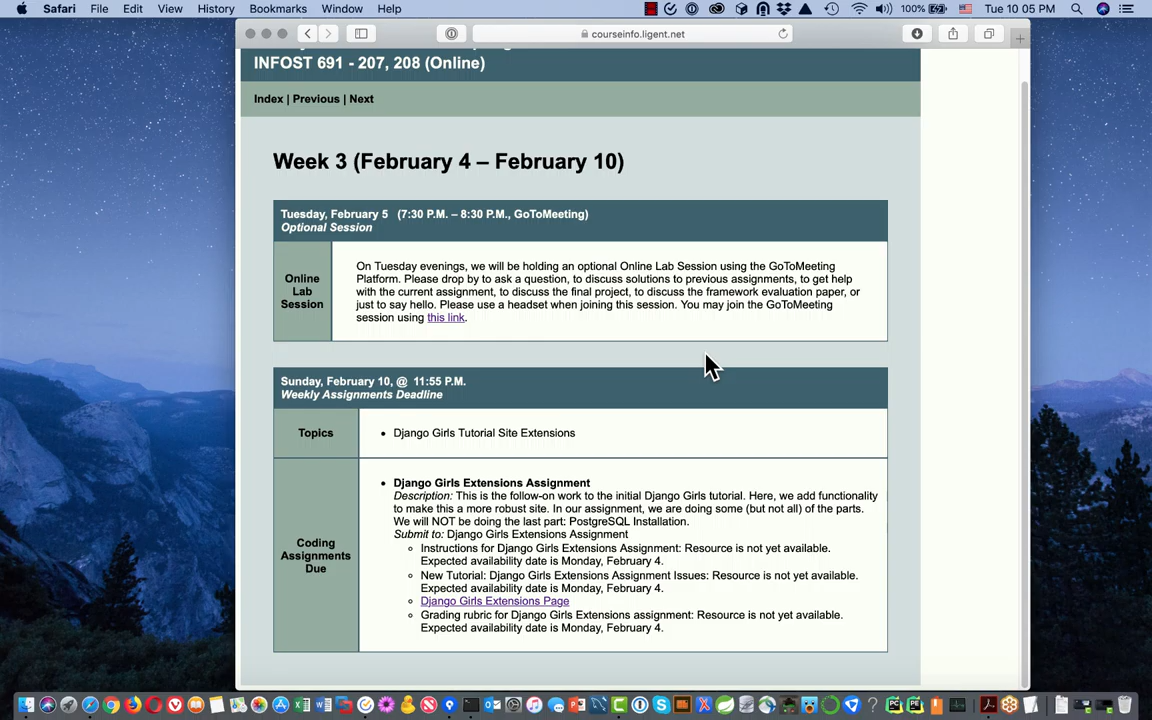 Safari File Edit View History Bookmarks Window Help 100% Tue 10 05 PM
courseinfo.ligent.net
INFOST 691 - 207, 208 (Online)
Index | Previous | Next
Week 3 (February 4 – February 10)
Tuesday, February 5 (7:30 P.M. – 8:30 P.M., GoToMeeting)
Optional Session
Online
Lab
Session
On Tuesday evenings, we will be holding an optional Online Lab Session using the GoToMeeting
Platform. Please drop by to ask a question, to discuss solutions to previous assignments, to get help
with the current assignment, to discuss the final project, to discuss the framework evaluation paper, or
just to say hello. Please use a headset when joining this session. You may join the GoToMeeting
session using this link.
Sunday, February 10, @ 11:55 P.M.
Weekly Assignments Deadline
Topics
• Django Girls Tutorial Site Extensions
Coding
Assignments
Due
• Django Girls Extensions Assignment
Description: This is the follow-on work to the initial Django Girls tutorial. Here, we add functionality
to make this a more robust site. In our assignment, we are doing some (but not all) of the parts.
We will NOT be doing the last part: PostgreSQL Installation.
Submit to: Django Girls Extensions Assignment
◦ Instructions for Django Girls Extensions Assignment: Resource is not yet available.
Expected availability date is Monday, February 4.
◦ New Tutorial: Django Girls Extensions Assignment Issues: Resource is not yet available.
Expected availability date is Monday, February 4.
◦ Django Girls Extensions Page
◦ Grading rubric for Django Girls Extensions assignment: Resource is not yet available.
Expected availability date is Monday, February 4.